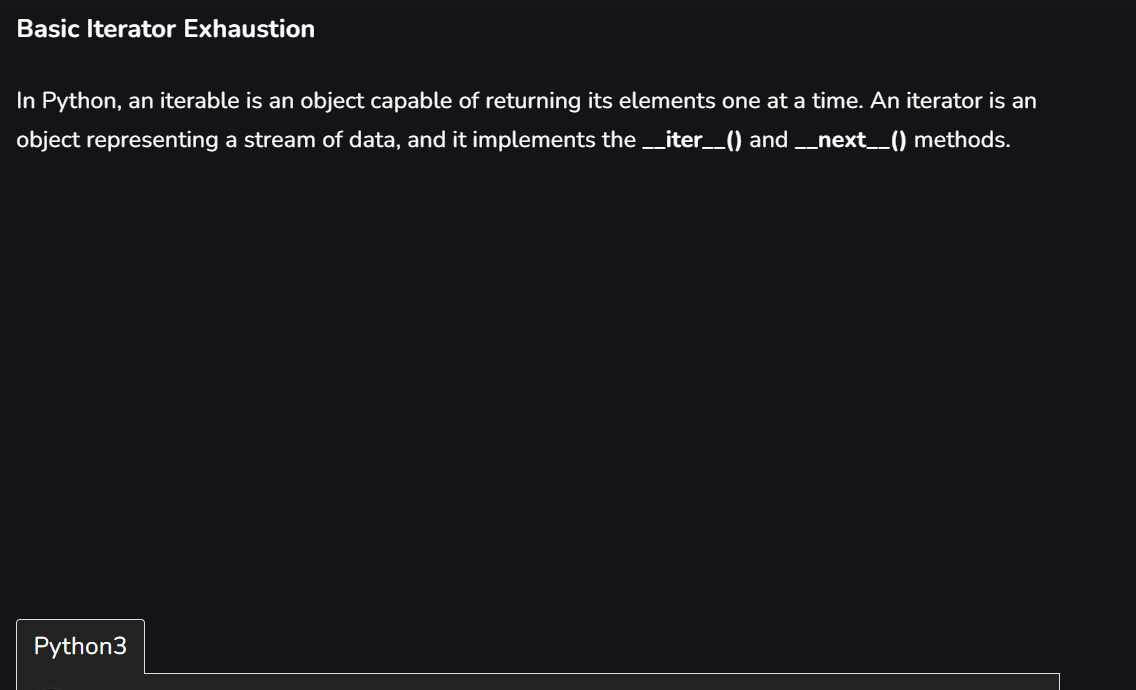 Basic Iterator Exhaustion
In Python, an iterable is an object capable of returning its elements one at a time. An iterator is an
object representing a stream of data, and it implements the __iter__() and __next__() methods.
Python3